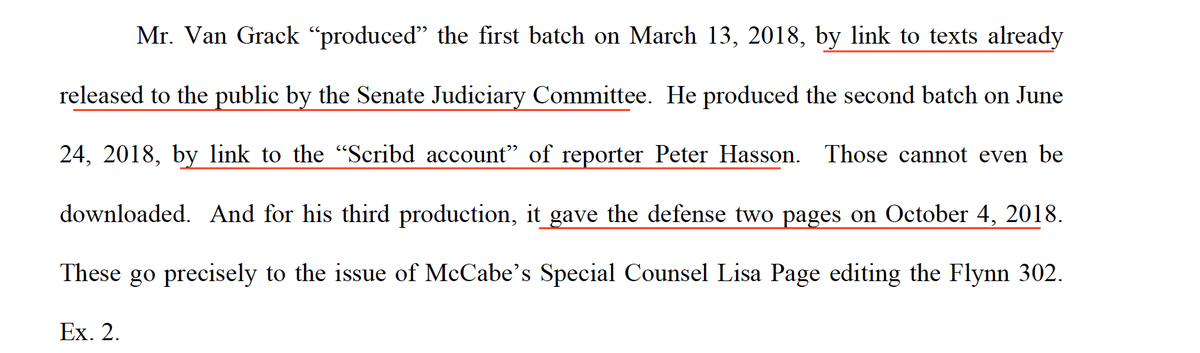 Mr. Van Grack “produced” the first batch on March 13, 2018, by link to texts already
released to the public by the Senate Judiciary Committee. He produced the second batch on June
24, 2018, by link to the “Scribd account” of reporter Peter Hasson. Those cannot even be
downloaded. And for his third production, it gave the defense two pages on October 4, 2018.
These go precisely to the issue of McCabe’s Special Counsel Lisa Page editing the Flynn 302.
Ex. 2.